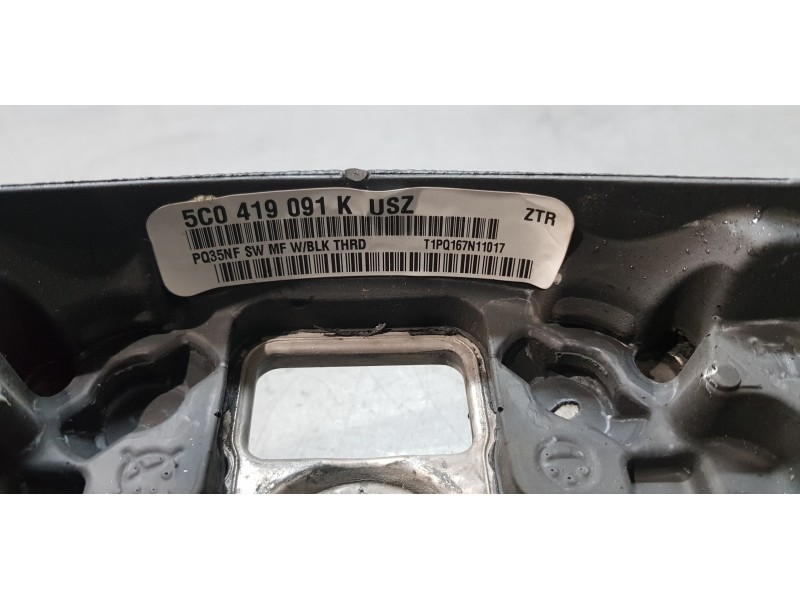 5C0 419 091 K USZ
ZTR
PQ35NF SW MF W/BLK THRD T1PQ167N11017